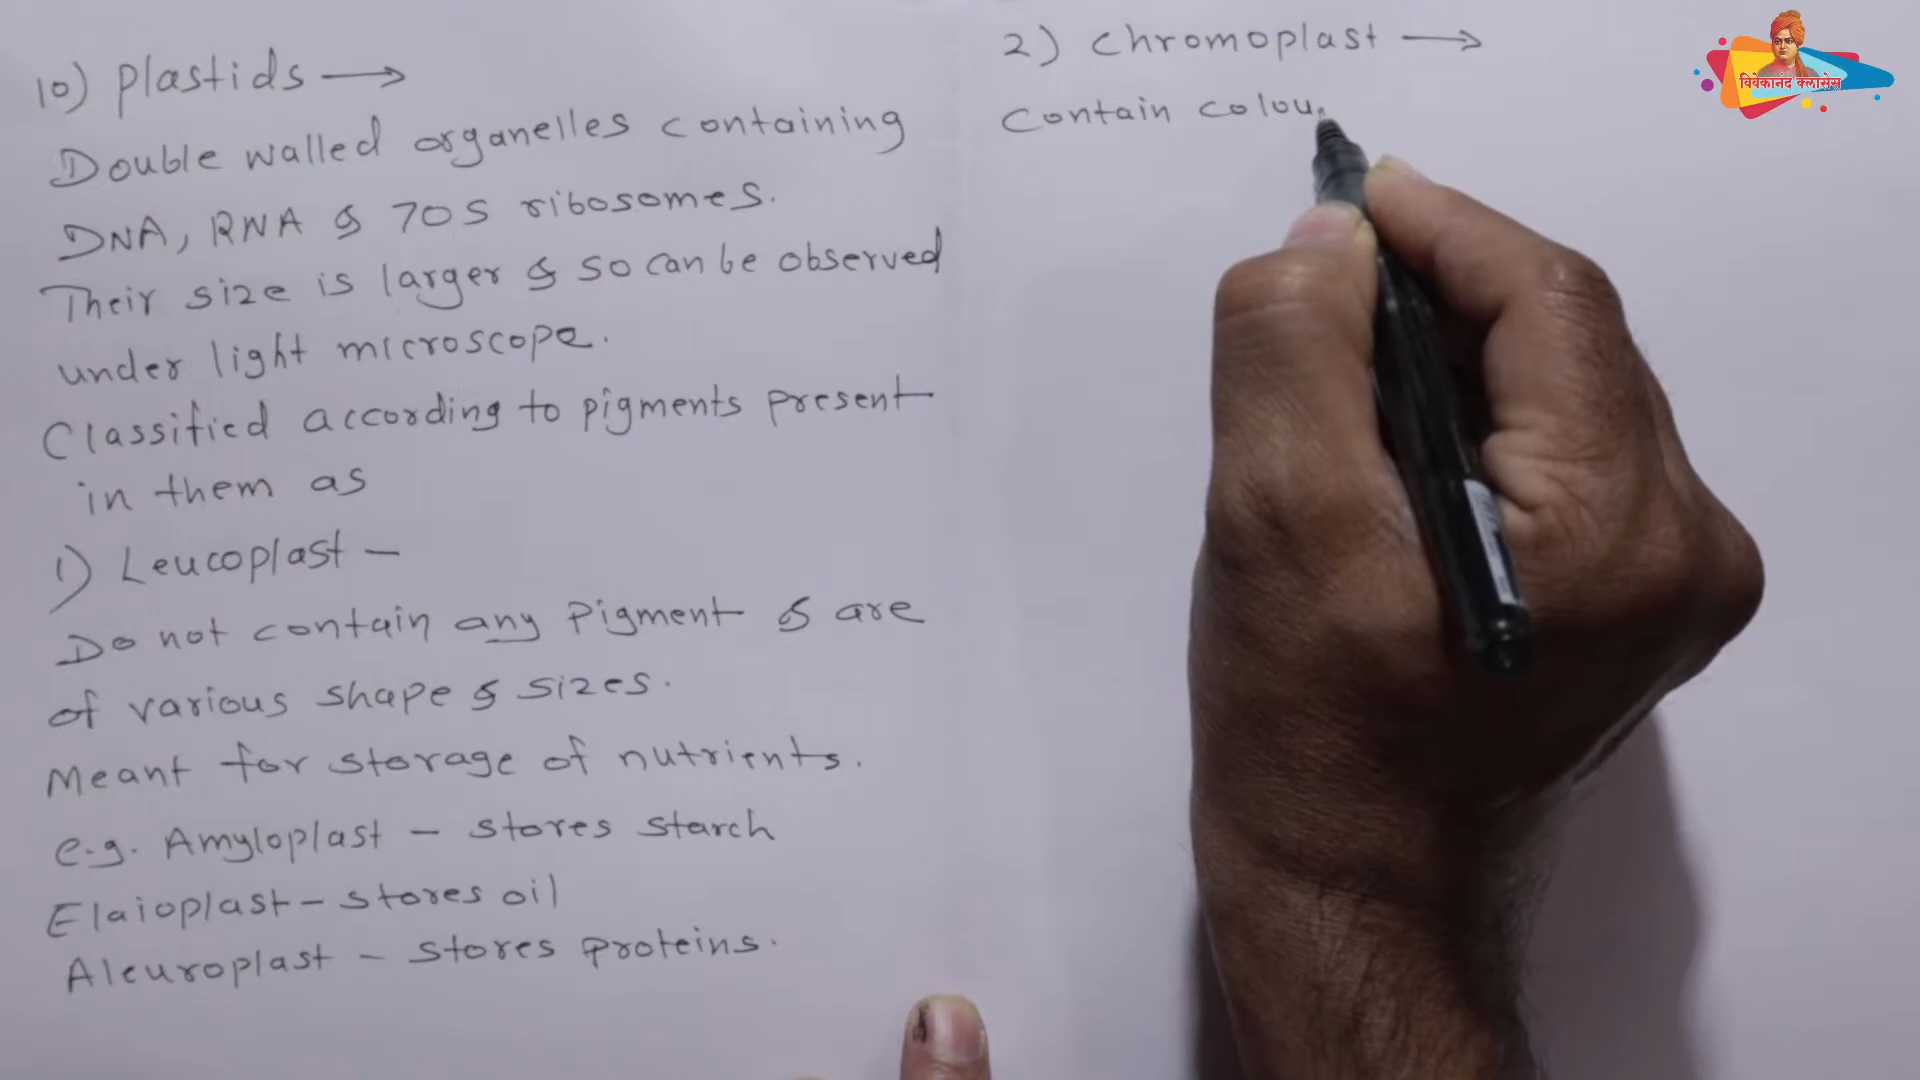 10) Plastids →
Double walled organelles containing
DNA, RNA & 70S ribosomes.
Their size is larger & so can be observed
under light microscope.
Classified according to pigments present
in them as
1) Leucoplast -
Do not contain any Pigment & are
of various shape & sizes.
Meant for storage of nutrients.
e.g. Amyloplast - stores starch
Elaioplast - stores oil
Aleuroplast - stores proteins.
2) Chromoplast →
Contain colou
विवेकानंद क्लासेस